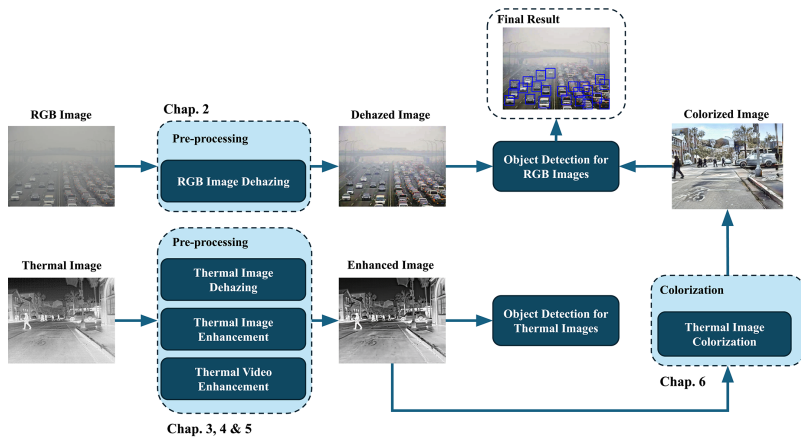 Final Result
Chap. 2
RGB Image
Pre-processing
RGB Image Dehazing
Dehazed Image
Object Detection for
RGB Images
Colorized Image
Thermal Image
Pre-processing
Thermal Image
Dehazing
Thermal Image
Enhancement
Thermal Video
Enhancement
Chap. 3, 4 & 5
Enhanced Image
Object Detection for
Thermal Images
Colorization
Thermal Image
Colorization
Chap. 6